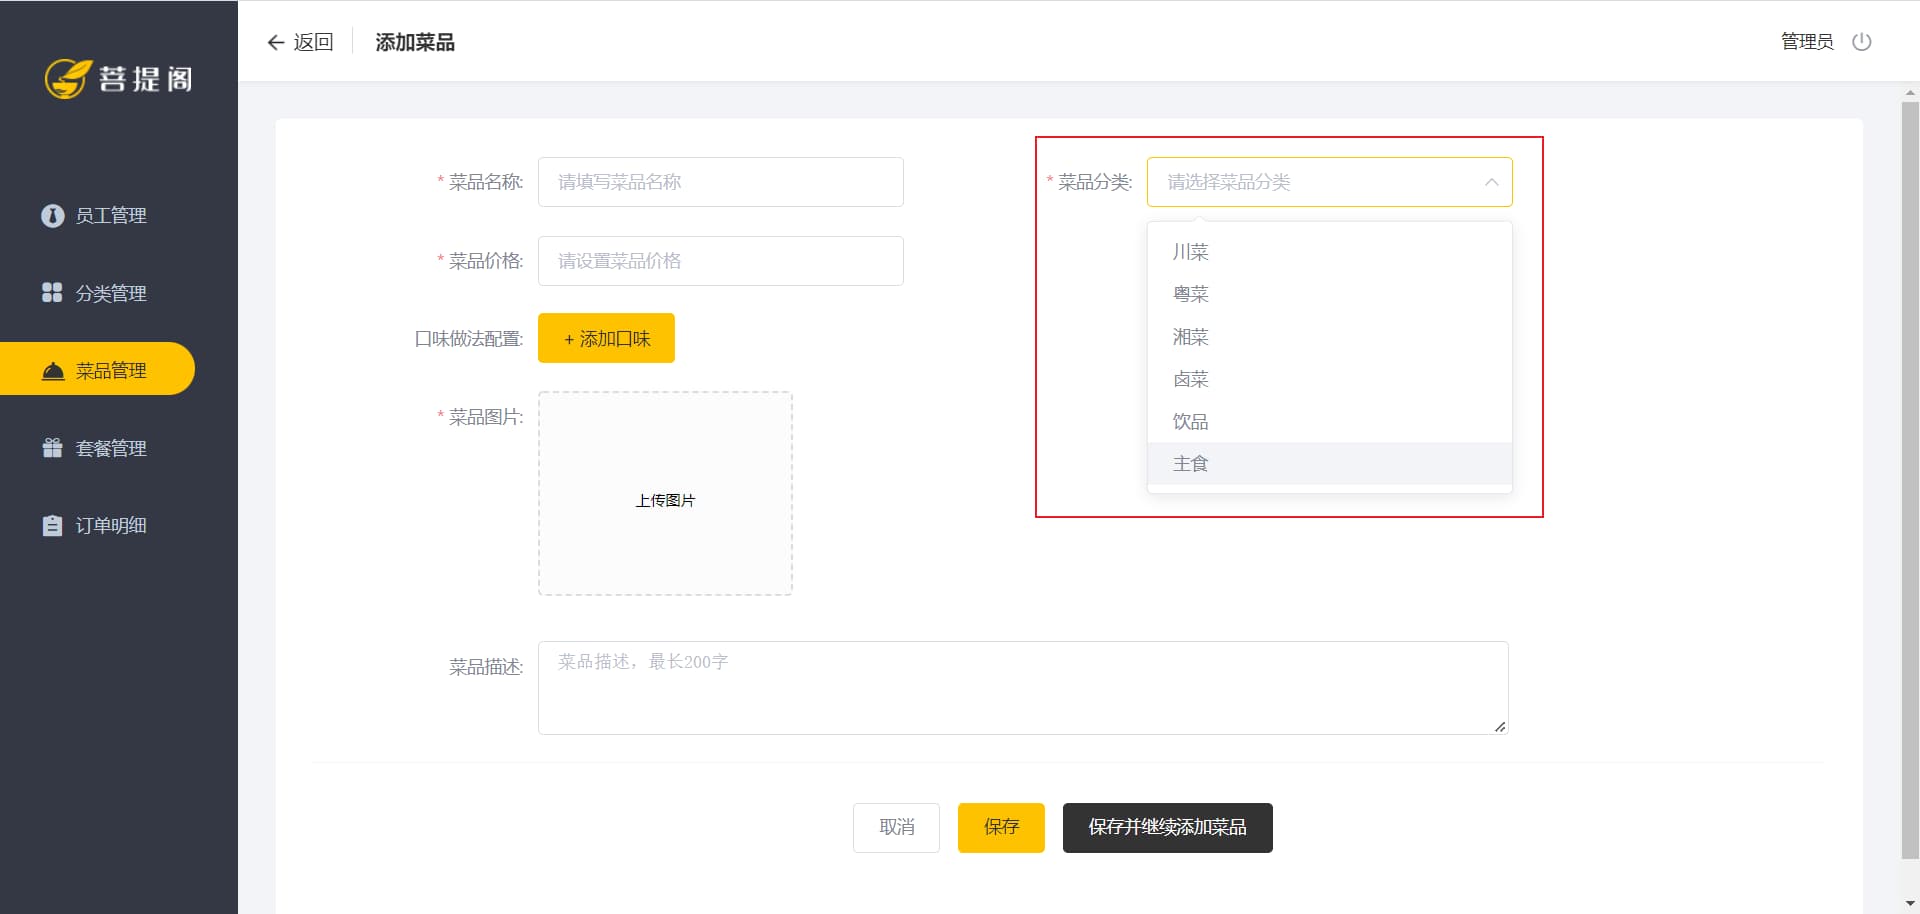 菩提阁
返回
添加菜品
管理员
员工管理
分类管理
菜品管理
套餐管理
订单明细
* 菜品名称:
请填写菜品名称
* 菜品分类:
请选择菜品分类
川菜
粤菜
湘菜
卤菜
饮品
主食
* 菜品价格:
请设置菜品价格
口味做法配置:
+ 添加口味
* 菜品图片:
上传图片
菜品描述:
菜品描述，最长200字
取消
保存
保存并继续添加菜品